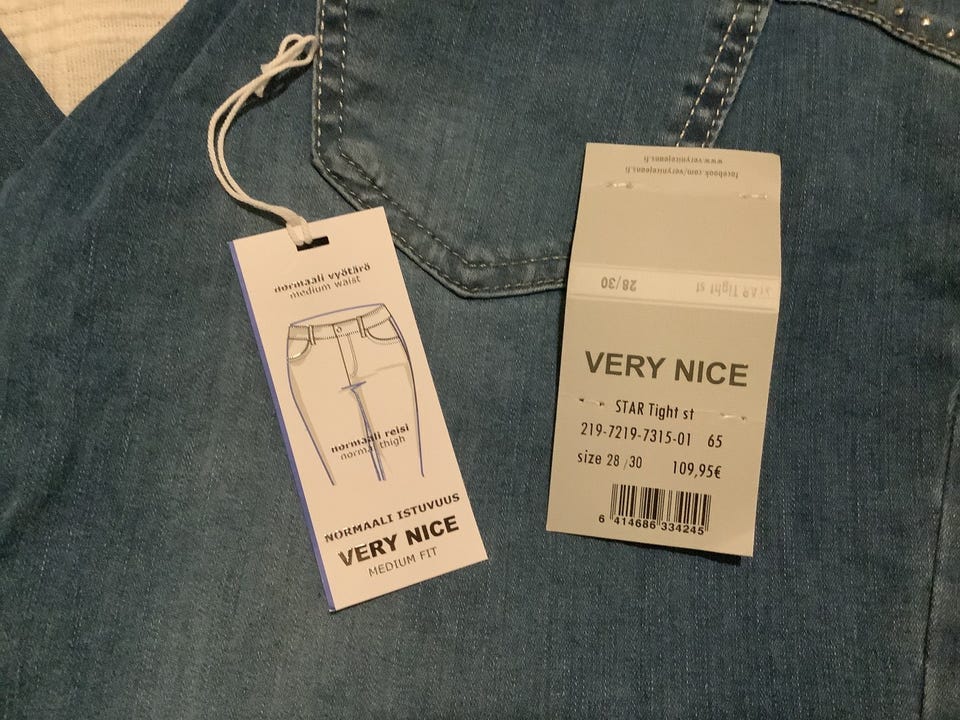 normaali vyötärö
medium waist
normaali reisi
normal thigh
NORMAALI ISTUVUUS
VERY NICE
MEDIUM FIT
facebook.com/verynicejeans.fi
www.verynicejeans.fi
STAR Tight st
28/30
VERY NICE
STAR Tight st
219-7219-7315-01 65
size 28/30 109,95€
6 414686 334245